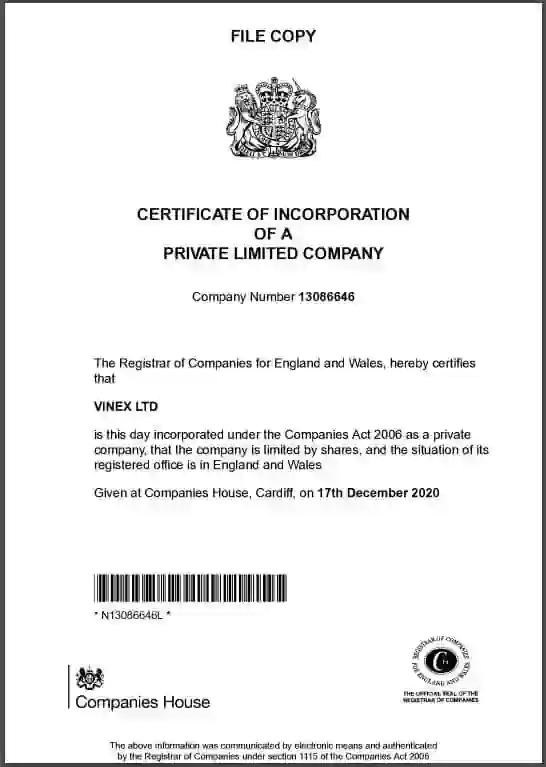 FILE COPY
CERTIFICATE OF INCORPORATION
OF A
PRIVATE LIMITED COMPANY
Company Number 13086646
The Registrar of Companies for England and Wales, hereby certifies
that
VINEX LTD
is this day incorporated under the Companies Act 2006 as a private
company, that the company is limited by shares, and the situation of its
registered office is in England and Wales
Given at Companies House, Cardiff, on 17th December 2020
* N13086646L *
Companies House
REGISTRAR OF COMPANIES
FOR ENGLAND AND WALES
C H
THE OFFICIAL SEAL OF THE
REGISTRAR OF COMPANIES
The above information was communicated by electronic means and authenticated
by the Registrar of Companies under section 1115 of the Companies Act 2006